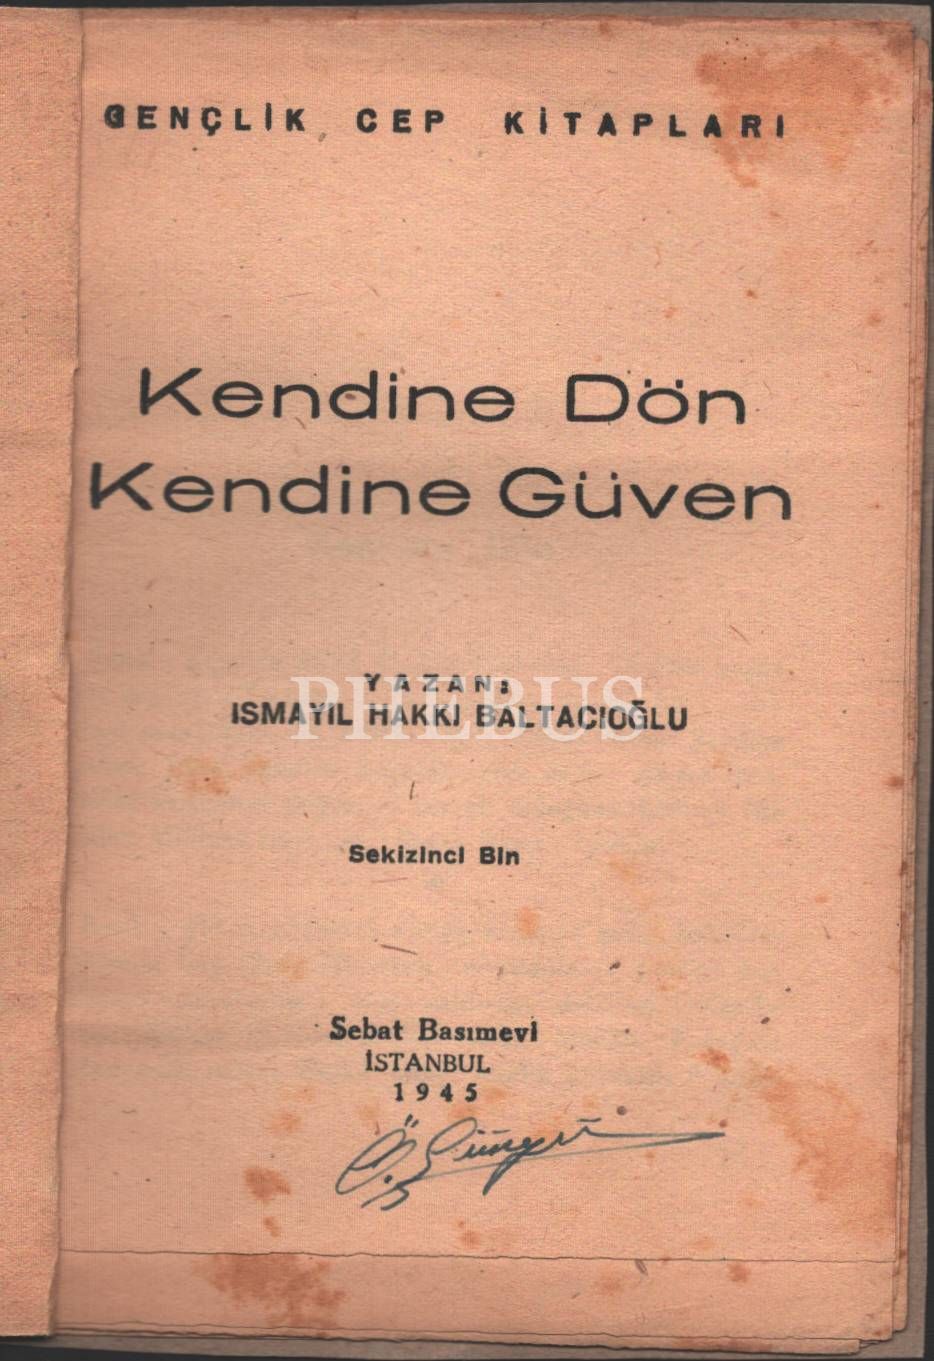 GENÇLİK CEP KİTAPLARI
Kendine Dön
Kendine Güven
YAZAN:
ISMAYIL HAKKI BALTACIOĞLU
PHEBUS
Sekizinci Bin
Sebat Basımevi
İSTANBUL
1945